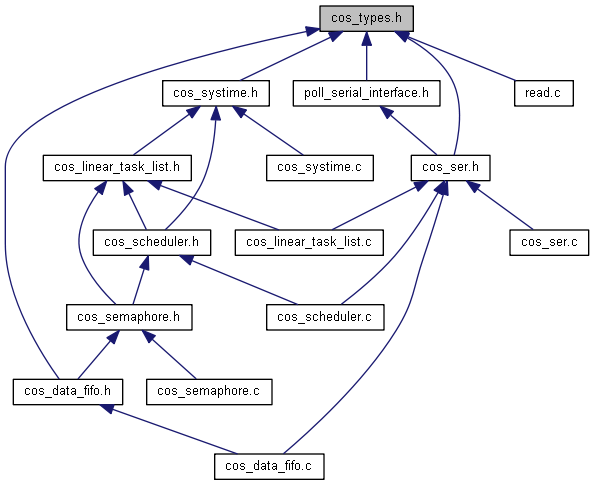 cos_types.h
cos_systime.h
poll_serial_interface.h
read.c
cos_linear_task_list.h
cos_systime.c
cos_ser.h
cos_scheduler.h
cos_linear_task_list.c
cos_ser.c
cos_semaphore.h
cos_scheduler.c
cos_data_fifo.h
cos_semaphore.c
cos_data_fifo.c